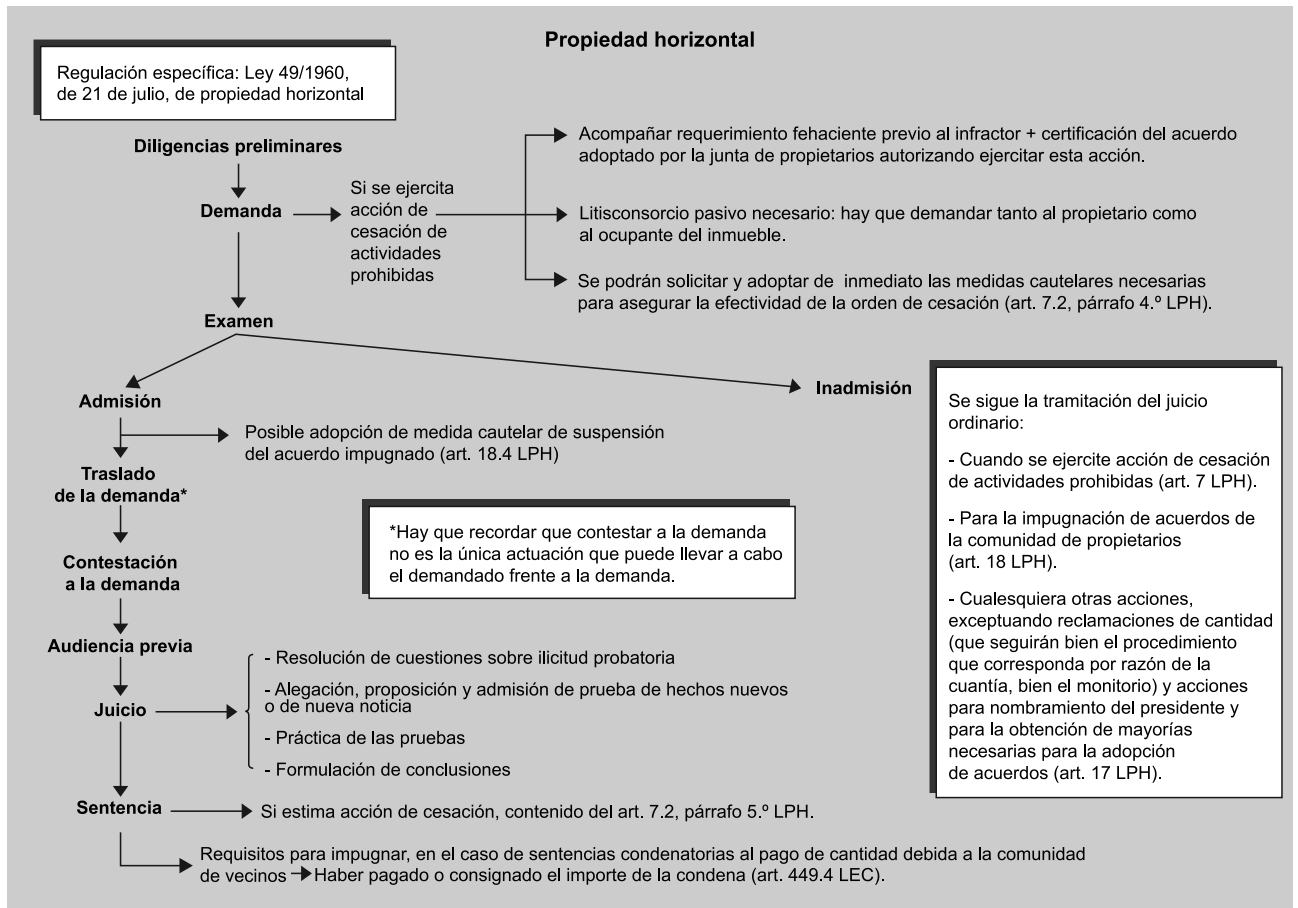 Propiedad horizontal
Regulación específica: Ley 49/1960,
de 21 de julio, de propiedad horizontal
Diligencias preliminares
Demanda
Si se ejercita
acción de
cesación de
actividades
prohibidas
Acompañar requerimiento fehaciente previo al infractor + certificación del acuerdo
adoptado por la junta de propietarios autorizando ejercitar esta acción.
Litisconsorcio pasivo necesario: hay que demandar tanto al propietario como
al ocupante del inmueble.
Se podrán solicitar y adoptar de inmediato las medidas cautelares necesarias
para asegurar la efectividad de la orden de cesación (art. 7.2, párrafo 4.º LPH).
Examen
Admisión
Inadmisión
Posible adopción de medida cautelar de suspensión
del acuerdo impugnado (art. 18.4 LPH)
Traslado
de la demanda*
*Hay que recordar que contestar a la demanda
no es la única actuación que puede llevar a cabo
el demandado frente a la demanda.
Contestación
a la demanda
Audiencia previa
Juicio
- Resolución de cuestiones sobre ilicitud probatoria
- Alegación, proposición y admisión de prueba de hechos nuevos
o de nueva noticia
- Práctica de las pruebas
- Formulación de conclusiones
Sentencia
Si estima acción de cesación, contenido del art. 7.2, párrafo 5.º LPH.
Requisitos para impugnar, en el caso de sentencias condenatorias al pago de cantidad debida a la comunidad
de vecinos → Haber pagado o consignado el importe de la condena (art. 449.4 LEC).
Se sigue la tramitación del juicio
ordinario:
- Cuando se ejercite acción de cesación
de actividades prohibidas (art. 7 LPH).
- Para la impugnación de acuerdos de
la comunidad de propietarios
(art. 18 LPH).
- Cualesquiera otras acciones,
exceptuando reclamaciones de cantidad
(que seguirán bien el procedimiento
que corresponda por razón de la
cuantía, bien el monitorio) y acciones
para nombramiento del presidente y
para la obtención de mayorías
necesarias para la adopción
de acuerdos (art. 17 LPH).